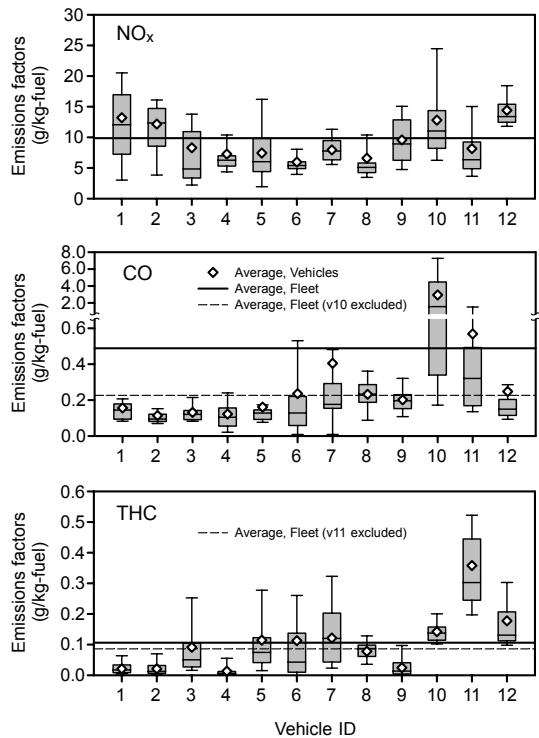 NOx
Emissions factors
(g/kg-fuel)
30
25
20
15
10
5
0
1 2 3 4 5 6 7 8 9 10 11 12
CO
Emissions factors
(g/kg-fuel)
8.0
6.0
4.0
2.0
0.6
0.4
0.2
0.0
Average, Vehicles
Average, Fleet
Average, Fleet (v10 excluded)
1 2 3 4 5 6 7 8 9 10 11 12
THC
Emissions factors
(g/kg-fuel)
0.6
0.5
0.4
0.3
0.2
0.1
0.0
Average, Fleet (v11 excluded)
1 2 3 4 5 6 7 8 9 10 11 12
Vehicle ID